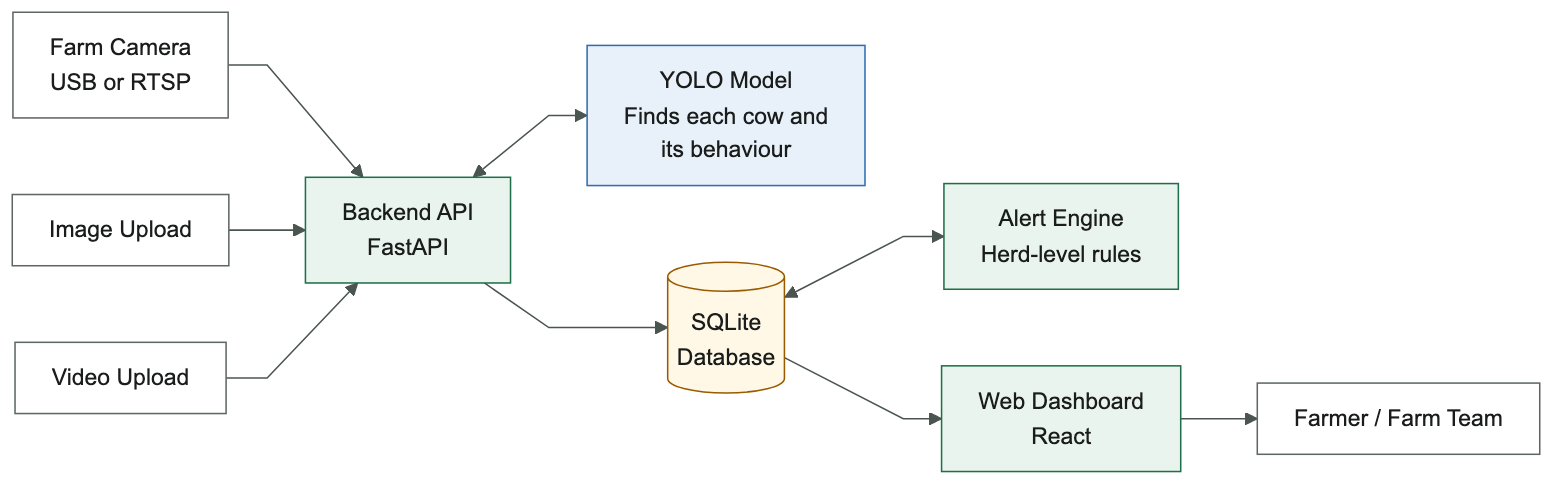 Farm Camera
USB or RTSP
Image Upload
Video Upload
Backend API
FastAPI
YOLO Model
Finds each cow and
its behaviour
SQLite
Database
Alert Engine
Herd-level rules
Web Dashboard
React
Farmer / Farm Team